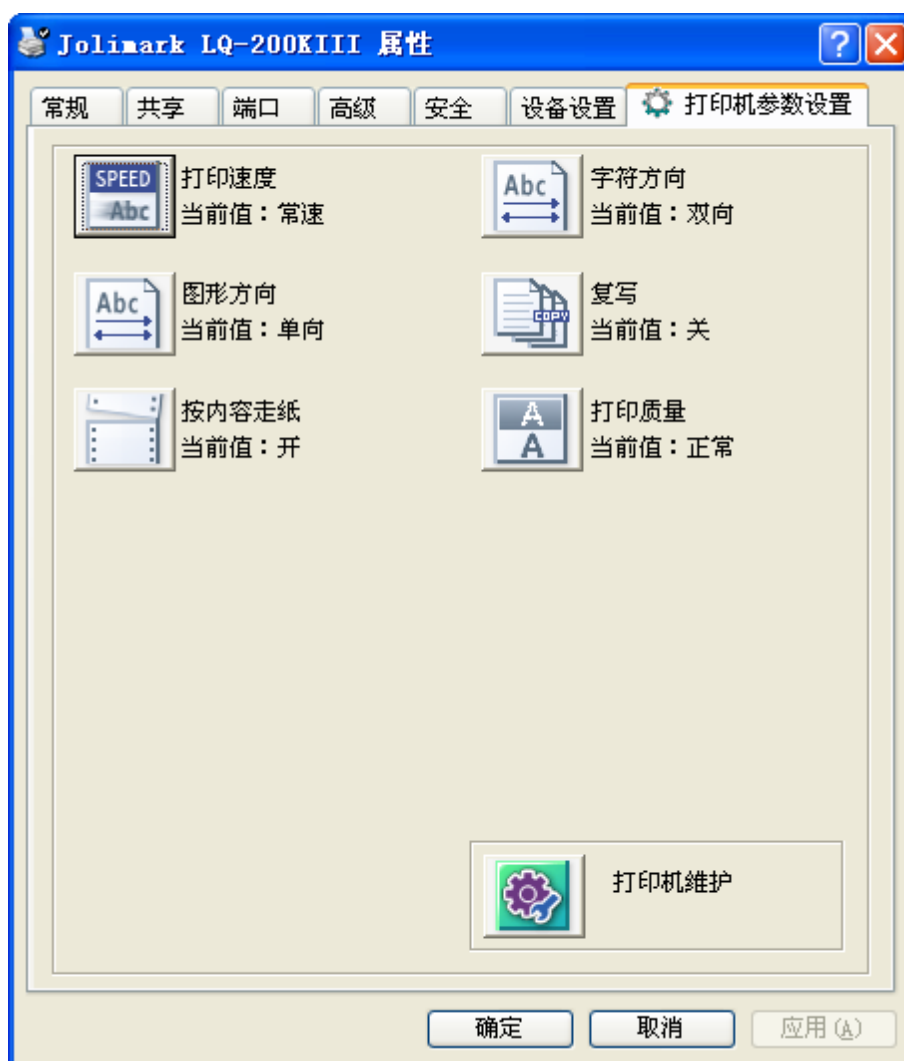 Jolimark LQ-200KIII 属性
常规 共享 端口 高级 安全 设备设置 打印机参数设置
SPEED
Abc
打印速度
当前值：常速
Abc
字符方向
当前值：双向
Abc
图形方向
当前值：单向
COPY
复写
当前值：关
按内容走纸
当前值：开
A
A
打印质量
当前值：正常
打印机维护
确定 取消 应用(A)